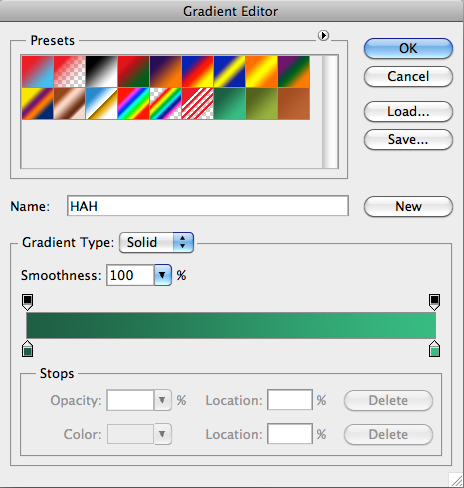 Gradient Editor
Presets
OK
Cancel
Load...
Save...
Name: HAH
New
Gradient Type: Solid
Smoothness: 100 %
Stops
Opacity: % Location: % Delete
Color: Location: % Delete